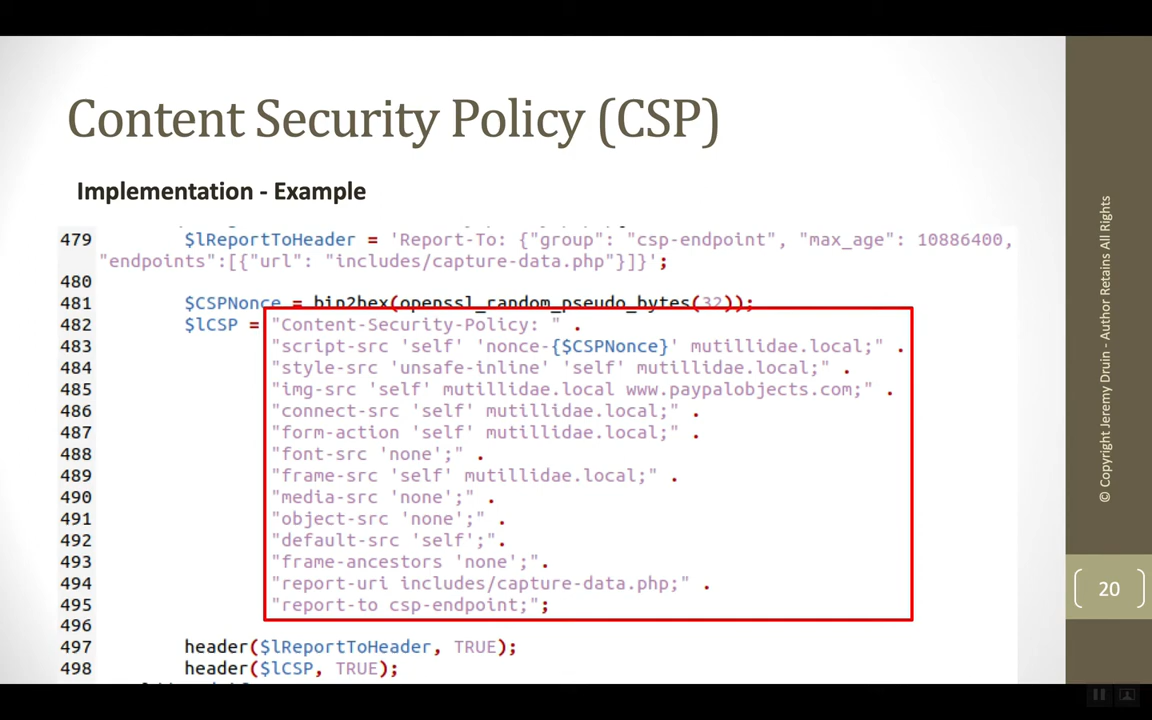 Content Security Policy (CSP)
Implementation - Example
479 $lReportToHeader = 'Report-To: {"group": "csp-endpoint", "max_age": 10886400,
"endpoints":[{"url": "includes/capture-data.php"}]}';
480
481 $CSPNonce = bin2hex(openssl_random_pseudo_bytes(32));
482 $lCSP = "Content-Security-Policy: " .
483 "script-src 'self' 'nonce-{$CSPNonce}' mutillidae.local;" .
484 "style-src 'unsafe-inline' 'self' mutillidae.local;" .
485 "img-src 'self' mutillidae.local www.paypalobjects.com;" .
486 "connect-src 'self' mutillidae.local;" .
487 "form-action 'self' mutillidae.local;" .
488 "font-src 'none';" .
489 "frame-src 'self' mutillidae.local;" .
490 "media-src 'none';" .
491 "object-src 'none';" .
492 "default-src 'self';".
493 "frame-ancestors 'none';".
494 "report-uri includes/capture-data.php;" .
495 "report-to csp-endpoint;";
496
497 header($lReportToHeader, TRUE);
498 header($lCSP, TRUE);
© Copyright Jeremy Druin - Author Retains All Rights
20